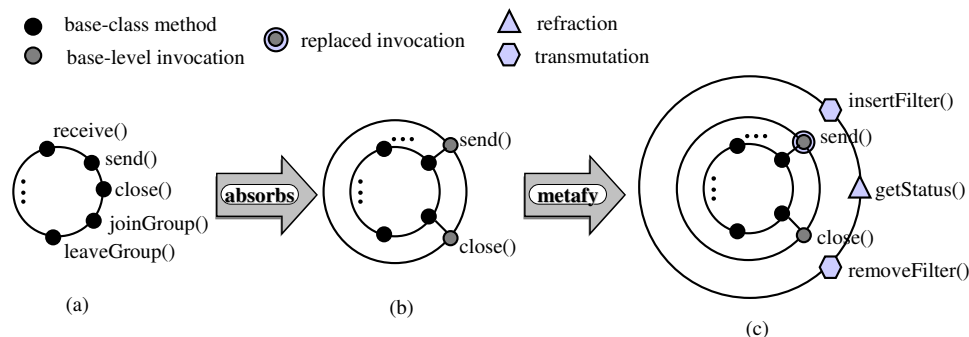 base-class method
base-level invocation
replaced invocation
refraction
transmutation
receive()
send()
close()
joinGroup()
leaveGroup()
(a)
absorbs
send()
close()
(b)
metafy
insertFilter()
send()
getStatus()
close()
removeFilter()
(c)